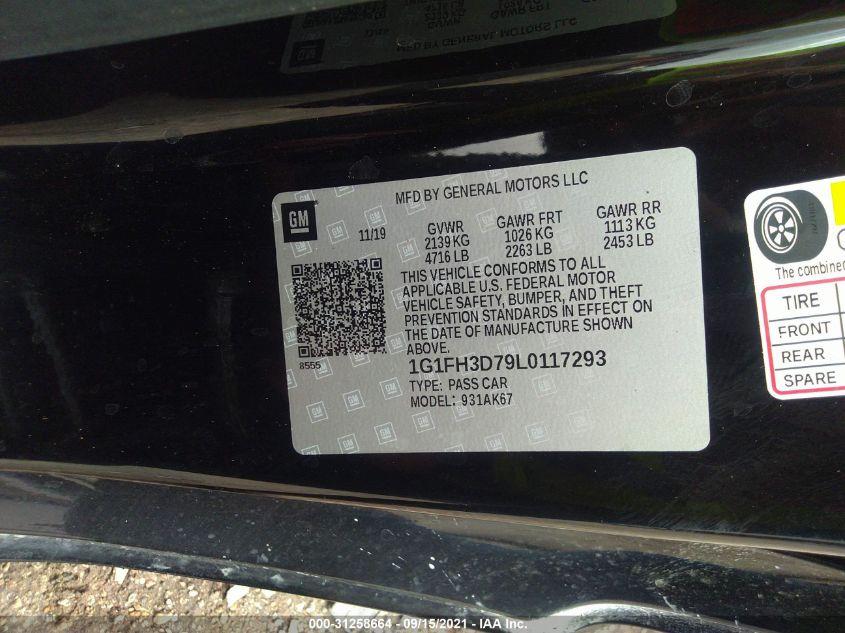 MFD BY GENERAL MOTORS LLC
GM
11/19
GVWR
2139 KG
4716 LB
GAWR FRT
1026 KG
2263 LB
GAWR RR
1113 KG
2453 LB
THIS VEHICLE CONFORMS TO ALL
APPLICABLE U.S. FEDERAL MOTOR
VEHICLE SAFETY, BUMPER, AND THEFT
PREVENTION STANDARDS IN EFFECT ON
THE DATE OF MANUFACTURE SHOWN
ABOVE.
8555
1G1FH3D79L0117293
TYPE: PASS CAR
MODEL: 931AK67
The combined
TIRE
FRONT
REAR
SPARE
000-31258664 - 09/15/2021 - IAAI